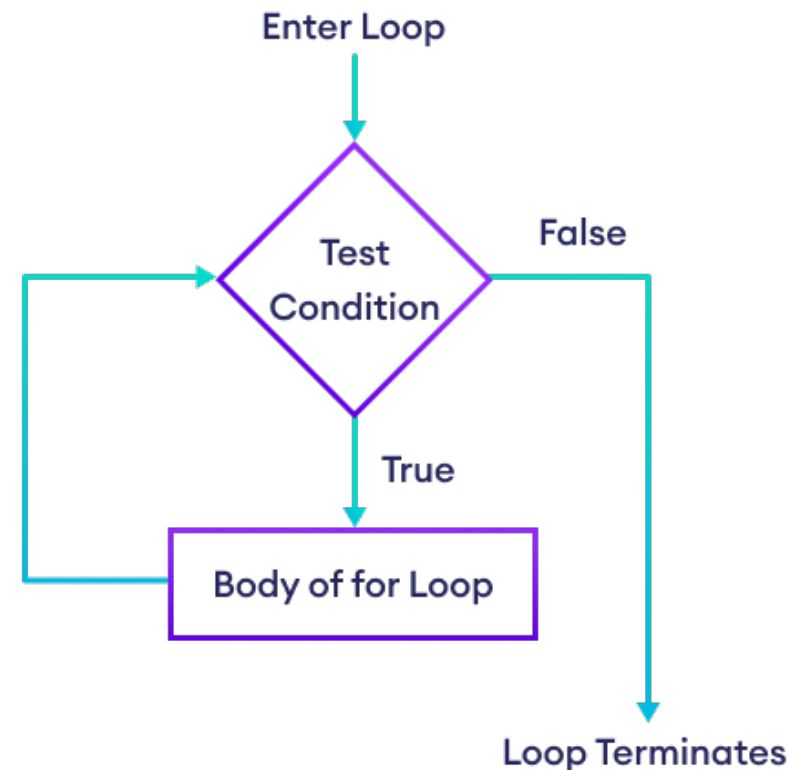 Enter Loop
False
Test
Condition
True
Body of for Loop
Loop Terminates